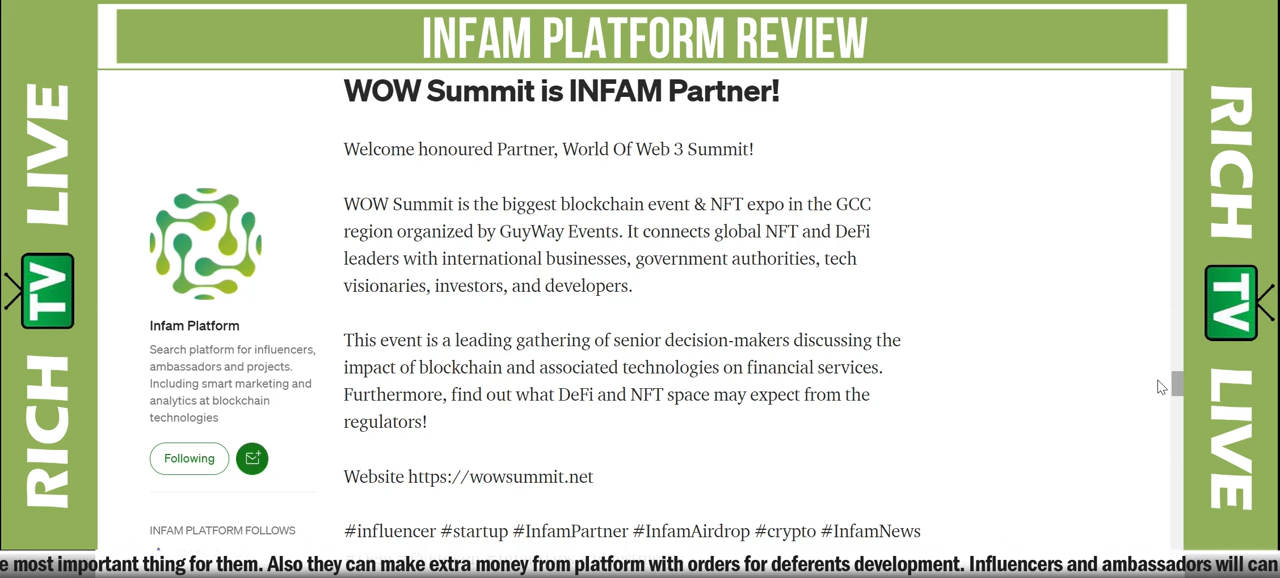 INFAM PLATFORM REVIEW
RICH TV LIVE
WOW Summit is INFAM Partner!
Welcome honoured Partner, World Of Web 3 Summit!
WOW Summit is the biggest blockchain event & NFT expo in the GCC
region organized by GuyWay Events. It connects global NFT and DeFi
leaders with international businesses, government authorities, tech
visionaries, investors, and developers.
This event is a leading gathering of senior decision-makers discussing the
impact of blockchain and associated technologies on financial services.
Furthermore, find out what DeFi and NFT space may expect from the
regulators!
Website https://wowsummit.net
#influencer #startup #InfamPartner #InfamAirdrop #crypto #InfamNews
Infam Platform
Search platform for influencers,
ambassadors and projects.
Including smart marketing and
analytics at blockchain
technologies
Following
INFAM PLATFORM FOLLOWS
RICH TV LIVE
e most important thing for them. Also they can make extra money from platform with orders for deferents development. Influencers and ambassadors will can